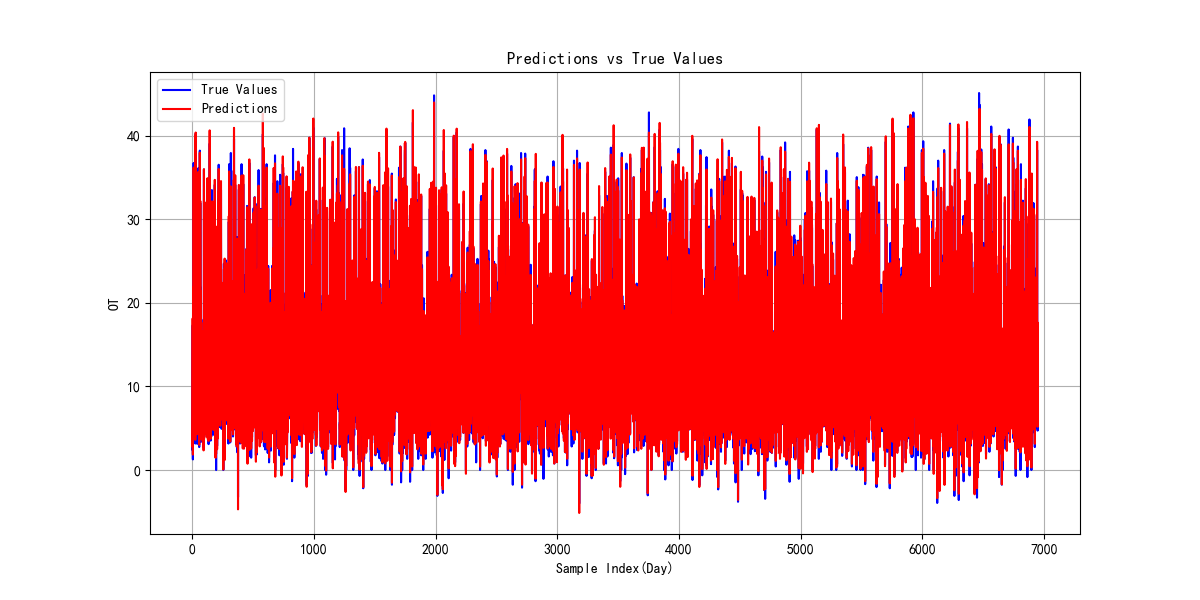 Predictions vs True Values
True Values
Predictions
OT
40
30
20
10
0
0 1000 2000 3000 4000 5000 6000 7000
Sample Index(Day)